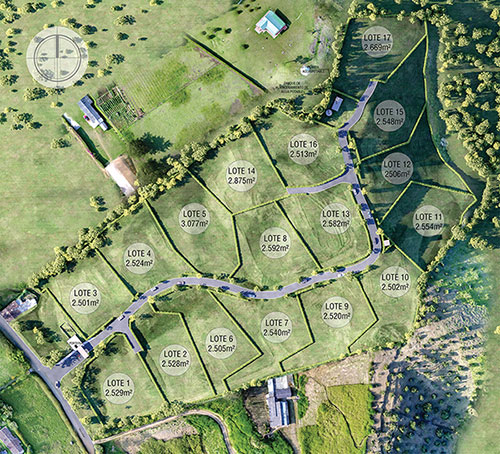 LOTE 17
2.669m²
LOTE 15
2.548m²
LOTE 16
2.513m²
LOTE 12
2506m²
LOTE 14
2.875m²
LOTE 5
3.077m²
LOTE 13
2.582m²
LOTE 11
2.554m²
LOTE 8
2.592m²
LOTE 4
2.524m²
LOTE 10
2.502m²
LOTE 3
2.501m²
LOTE 9
2.520m²
LOTE 7
2.540m²
LOTE 6
2.505m²
LOTE 2
2.528m²
LOTE 1
2.529m²